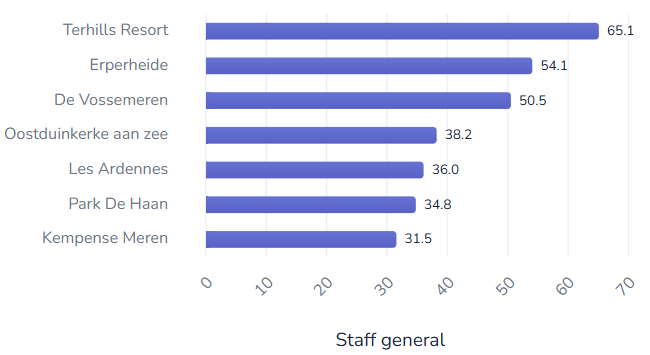 Terhills Resort 65.1
Erperheide 54.1
De Vossemeren 50.5
Oostduinkerke aan zee 38.2
Les Ardennes 36.0
Park De Haan 34.8
Kempense Meren 31.5
0 10 20 30 40 50 60 70
Staff general